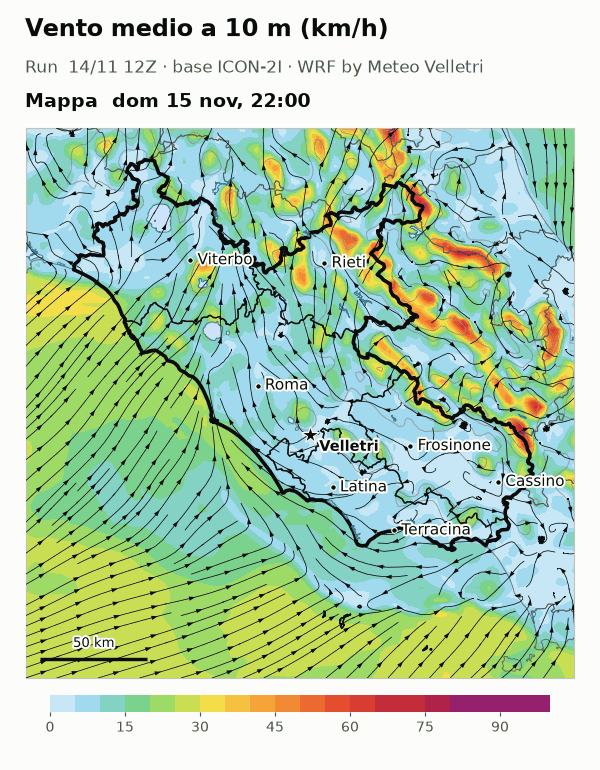 Vento medio a 10 m (km/h)
Run 14/11 12Z · base ICON-2I · WRF by Meteo Velletri
Mappa dom 15 nov, 22:00
Viterbo
Rieti
Roma
Velletri
Frosinone
Cassino
Latina
Terracina
50 km
0 15 30 45 60 75 90